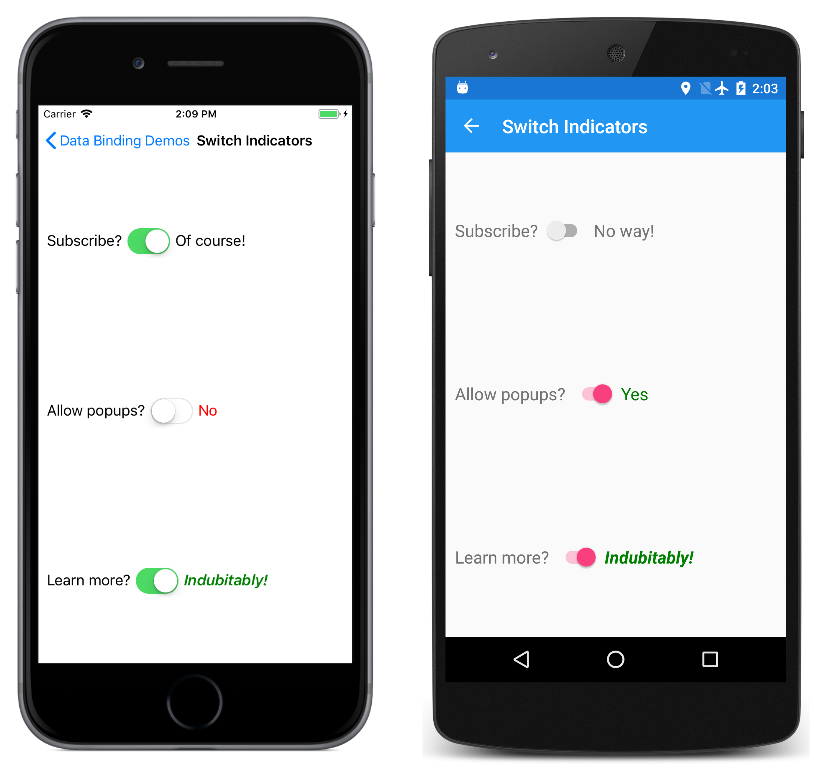 Carrier 2:09 PM
Data Binding Demos Switch Indicators
Subscribe? Of course!
Allow popups? No
Learn more? Indubitably!
2:03
Switch Indicators
Subscribe? No way!
Allow popups? Yes
Learn more? Indubitably!